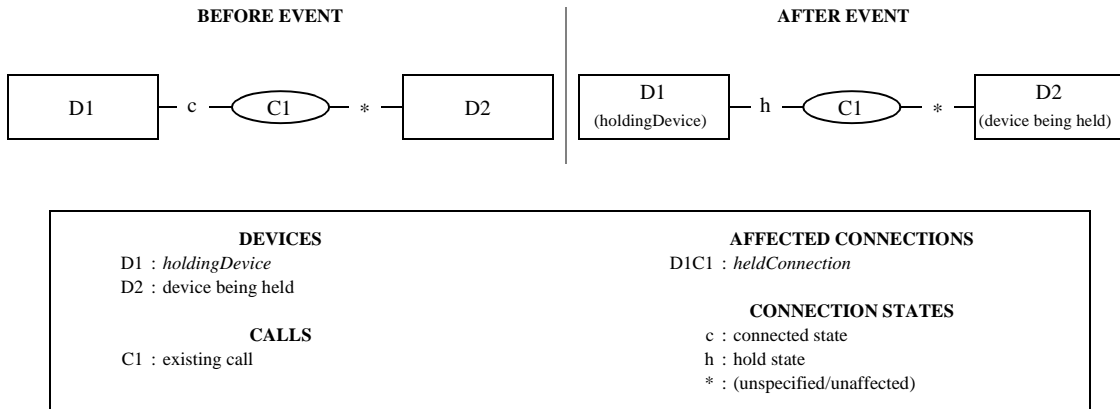 BEFORE EVENT
AFTER EVENT
D1 c C1 * D2
D1 h C1 * D2
(holdingDevice) (device being held)
DEVICES
D1 : holdingDevice
D2 : device being held
CALLS
C1 : existing call
AFFECTED CONNECTIONS
D1C1 : heldConnection
CONNECTION STATES
c : connected state
h : hold state
* : (unspecified/unaffected)